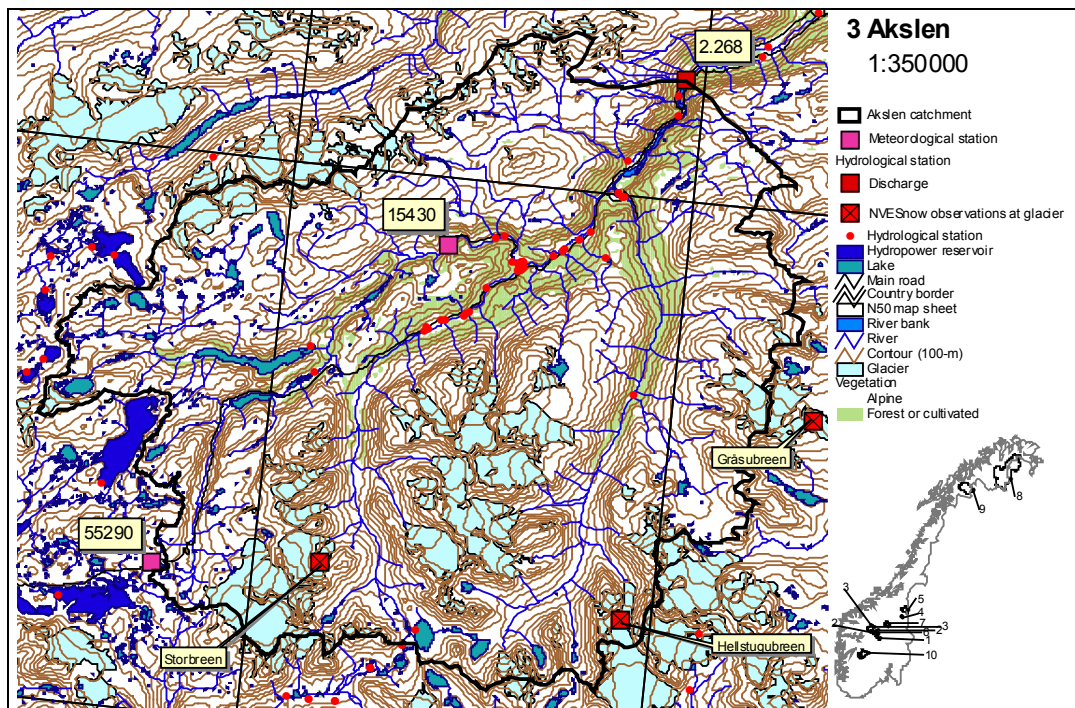 3 Akslen
1:350000
2.268
15430
55290
Gråsubreen
Storbreen
Hellstugubreen
Akslen catchment
Meteorological station
Hydrological station
Discharge
NVESnow observations at glacier
Hydrological station
Hydropower reservoir
Lake
Main road
Country border
N50 map sheet
River bank
River
Contour (100-m)
Glacier
Vegetation
Alpine
Forest or cultivated
8
9
3
5
4
7
2
3
2
1
10